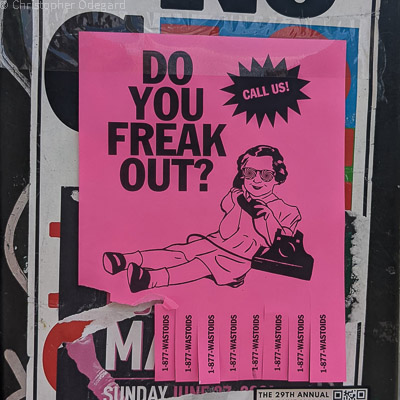 © Christopher Odegard
DO
YOU
FREAK
OUT?
CALL US!
1-877-WASTOIDS
1-877-WASTOIDS
1-877-WASTOIDS
1-877-WASTOIDS
1-877-WASTOIDS
1-877-WASTOIDS
1-877-WASTOIDS
1-877-WASTOIDS
SUNDAY
THE 29TH ANNUAL